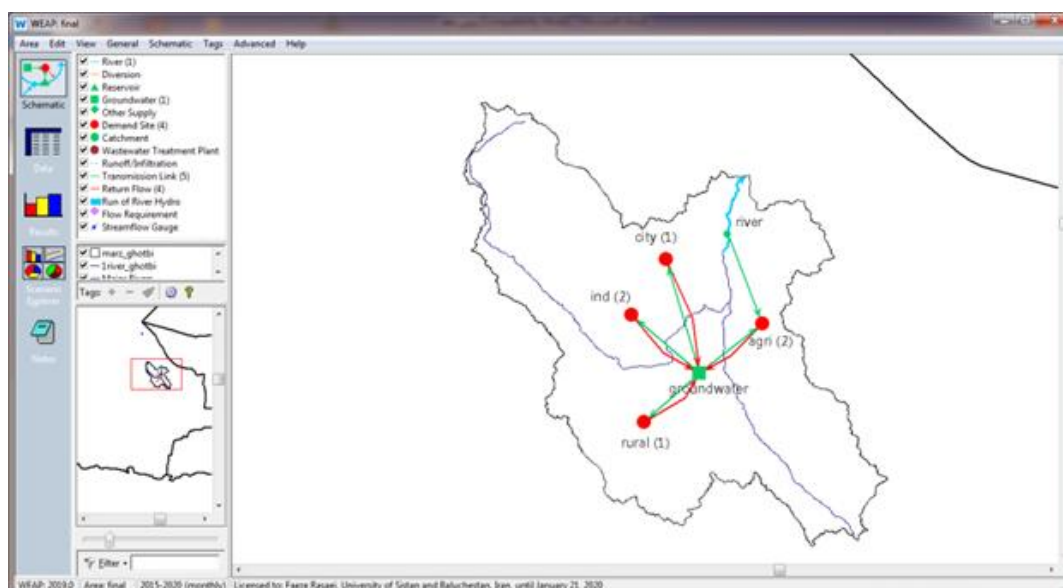 WEAP: final
Area Edit View General Schematic Tags Advanced Help
Schematic
Data
Results
Scenario
Explorer
Notes
River (1)
Diversion
Reservoir
Groundwater (1)
Other Supply
Demand Site (4)
Catchment
Wastewater Treatment Plant
Runoff/Infiltration
Transmission Link (5)
Return Flow (4)
Run of River Hydro
Flow Requirement
Streamflow Gauge
marz_ghotbi
1river_ghotbi
Major Rivers
Tags:
Filter
river
city (1)
ind (2)
agri (2)
groundwater
rural (1)
WEAP: 2019.0 Area: final 2015-2020 (monthly) Licensed to: Faeze Rasaei, University of Sistan and Baluchestan, Iran, until January 21, 2020